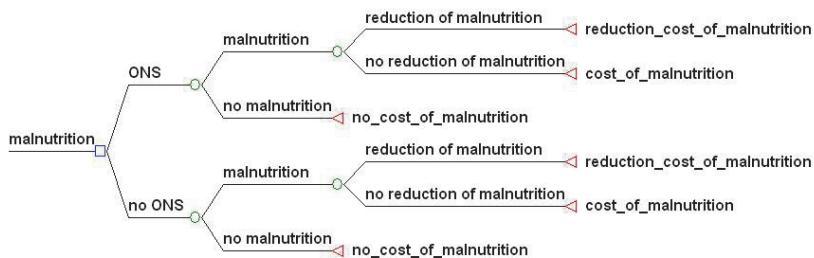 reduction of malnutrition
reduction_cost_of_malnutrition
malnutrition
no reduction of malnutrition
cost_of_malnutrition
ONS
no malnutrition
no_cost_of_malnutrition
malnutrition
reduction of malnutrition
reduction_cost_of_malnutrition
malnutrition
no reduction of malnutrition
cost_of_malnutrition
no ONS
no malnutrition
no_cost_of_malnutrition